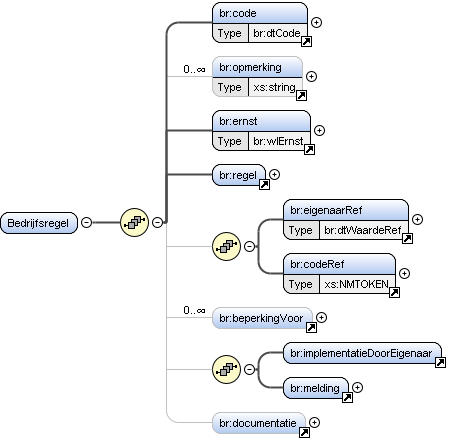 br:code
Type br:dtCode
0..∞
br:opmerking
Type xs:string
br:ernst
Type br:wlErnst
br:regel
Bedrijfsregel
br:eigenaarRef
Type br:dtWaardeRef
br:codeRef
Type xs:NMTOKEN
0..∞
br:beperkingVoor
br:implementatieDoorEigenaar
br:melding
br:documentatie